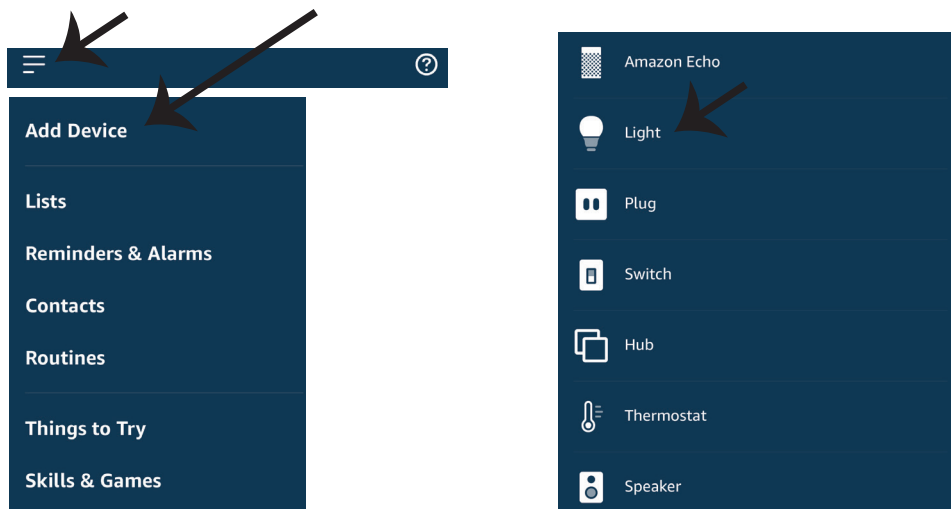 ?
Add Device
Lists
Reminders & Alarms
Contacts
Routines
Things to Try
Skills & Games
Amazon Echo
Light
Plug
Switch
Hub
Thermostat
Speaker